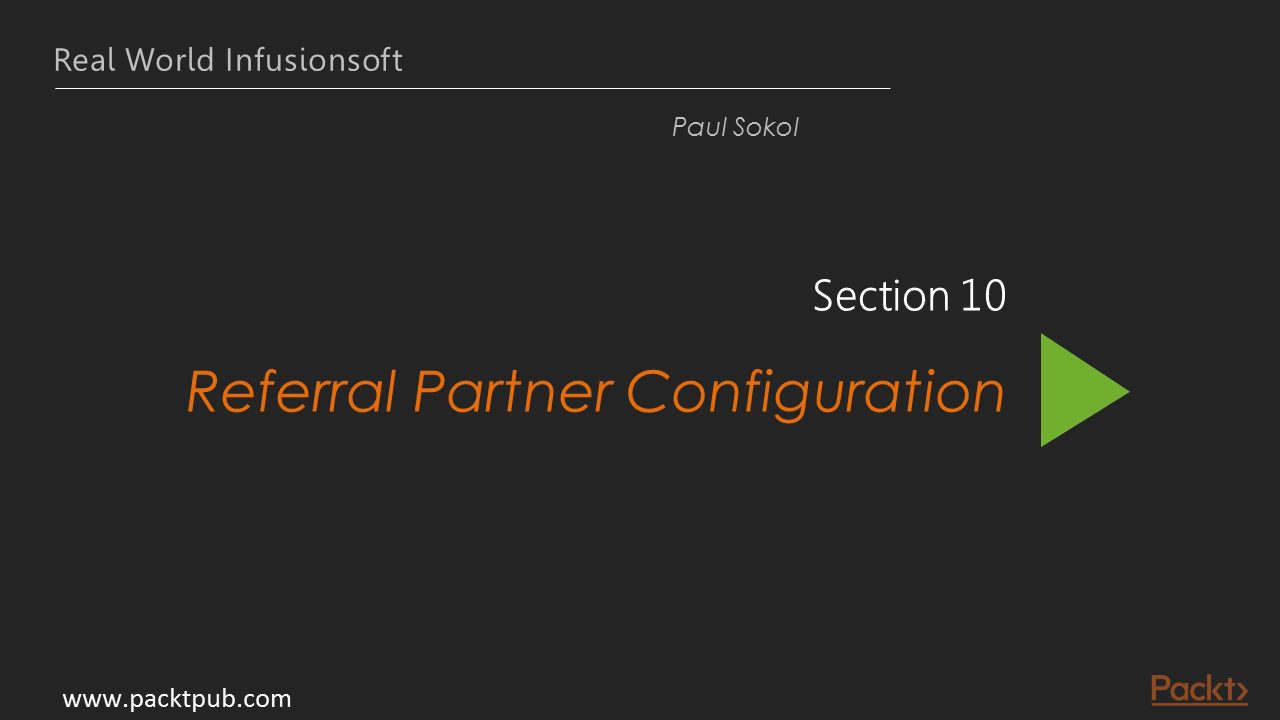 Real World Infusionsoft
Paul Sokol
Section 10
Referral Partner Configuration
www.packtpub.com
Packt>